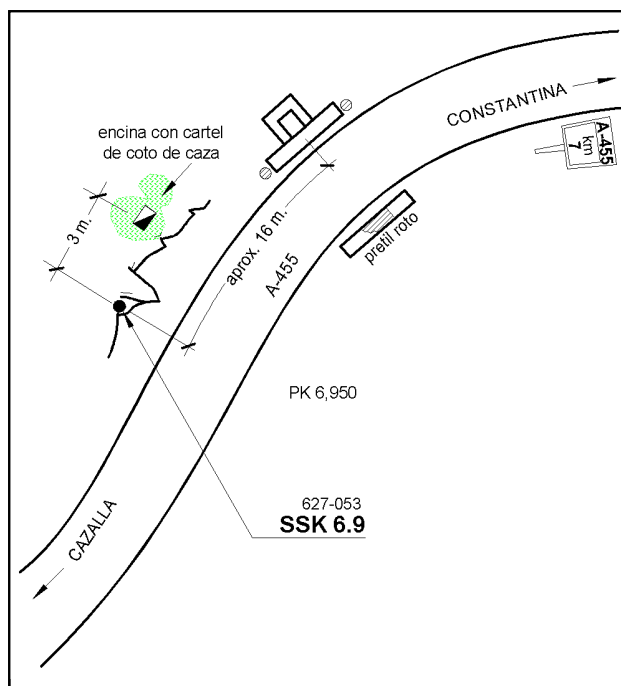 CONSTANTINA
A-455
km
7
encina con cartel
de coto de caza
3 m.
aprox. 16 m.
A-455
pretil roto
PK 6,950
627-053
SSK 6.9
CAZALLA